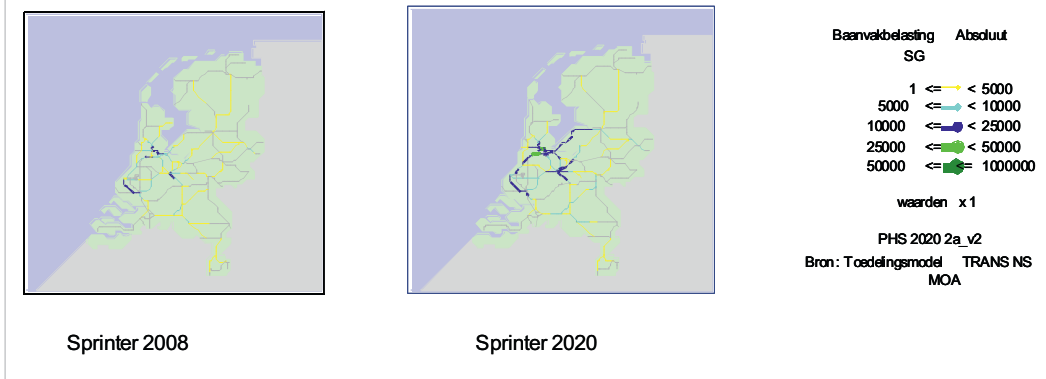 Baanvakbelasting Absoluut
SG
1 <= < 5000
5000 <= < 10000
10000 <= < 25000
25000 <= < 50000
50000 <= <= 1000000
waarden x 1
PHS 2020 2a_v2
Bron: Toedelingsmodel TRANS NS
MOA
Sprinter 2008
Sprinter 2020